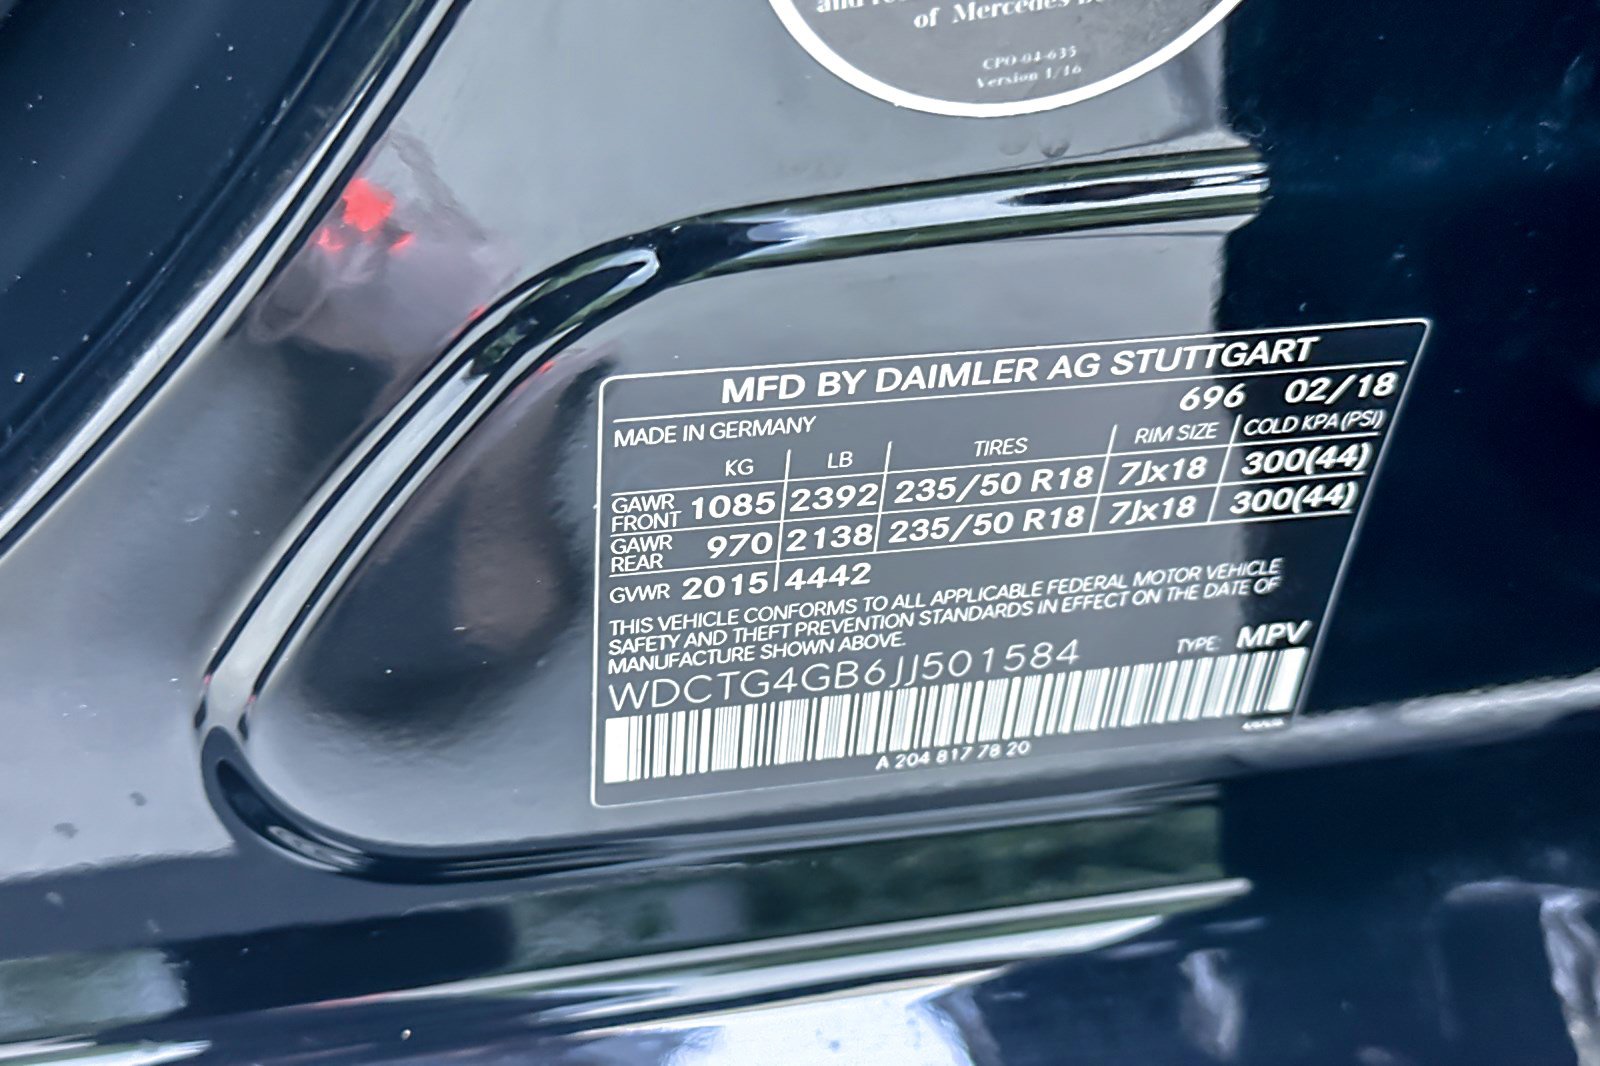 of Mercedes
CPO-04-635
Version 1/16
MFD BY DAIMLER AG STUTTGART
696 02/18
MADE IN GERMANY
KG LB TIRES RIM SIZE COLD KPA (PSI)
GAWR FRONT 1085 2392 235/50 R18 7Jx18 300(44)
GAWR REAR 970 2138 235/50 R18 7Jx18 300(44)
GVWR 2015 4442
THIS VEHICLE CONFORMS TO ALL APPLICABLE FEDERAL MOTOR VEHICLE
SAFETY AND THEFT PREVENTION STANDARDS IN EFFECT ON THE DATE OF
MANUFACTURE SHOWN ABOVE.
WDCTG4GB6JJ501584 TYPE: MPV
A 204 817 78 20